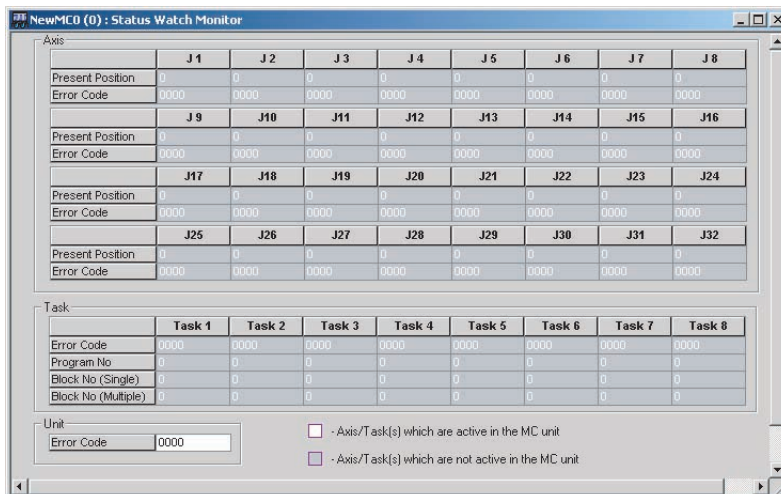 NewMC0 (0) : Status Watch Monitor
Axis
J 1 J 2 J 3 J 4 J 5 J 6 J 7 J 8
Present Position 0 0 0 0 0 0 0 0
Error Code 0000 0000 0000 0000 0000 0000 0000 0000
J 9 J10 J11 J12 J13 J14 J15 J16
Present Position 0 0 0 0 0 0 0 0
Error Code 0000 0000 0000 0000 0000 0000 0000 0000
J17 J18 J19 J20 J21 J22 J23 J24
Present Position 0 0 0 0 0 0 0 0
Error Code 0000 0000 0000 0000 0000 0000 0000 0000
J25 J26 J27 J28 J29 J30 J31 J32
Present Position 0 0 0 0 0 0 0 0
Error Code 0000 0000 0000 0000 0000 0000 0000 0000
Task
Task 1 Task 2 Task 3 Task 4 Task 5 Task 6 Task 7 Task 8
Error Code 0000 0000 0000 0000 0000 0000 0000 0000
Program No 0 0 0 0 0 0 0 0
Block No (Single) 0 0 0 0 0 0 0 0
Block No (Multiple) 0 0 0 0 0 0 0 0
Unit
Error Code 0000
- Axis/Task(s) which are active in the MC unit
- Axis/Task(s) which are not active in the MC unit